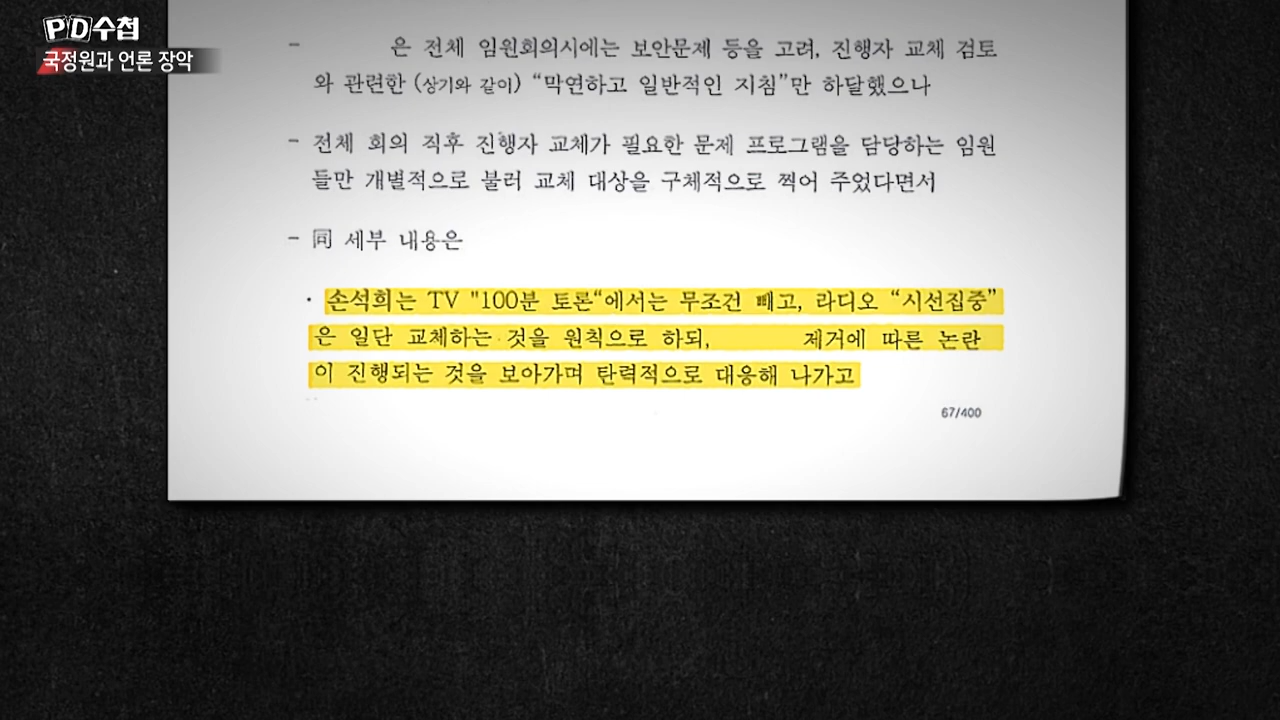 PD수첩
국정원과 언론 장악
- 은 전체 임원회의시에는 보안문제 등을 고려, 진행자 교체 검토
와 관련한 (상기와 같이) “막연하고 일반적인 지침”만 하달했으나
- 전체 회의 직후 진행자 교체가 필요한 문제 프로그램을 담당하는 임원
들만 개별적으로 불러 교체 대상을 구체적으로 찍어 주었다면서
- 同 세부 내용은
· 손석희는 TV "100분 토론“에서는 무조건 빼고, 라디오 “시선집중”
은 일단 교체하는 것을 원칙으로 하되, 제거에 따른 논란
이 진행되는 것을 보아가며 탄력적으로 대응해 나가고
67/400